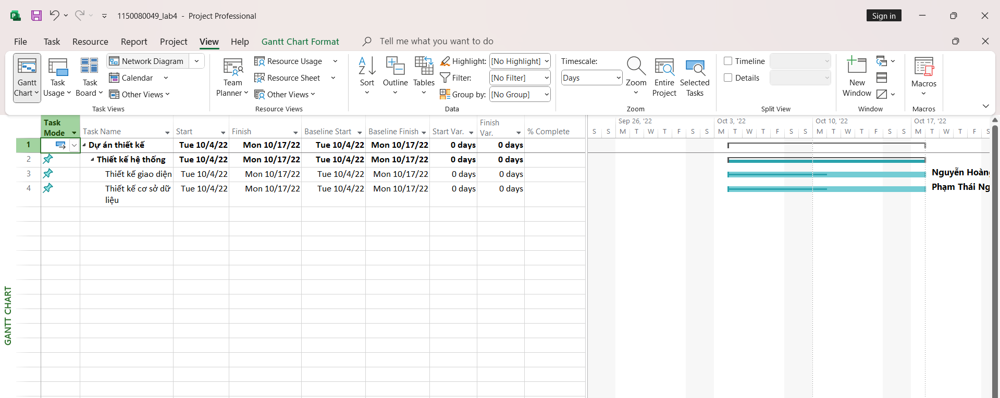 1150080049_lab4 - Project Professional
Sign in
File Task Resource Report Project View Help Gantt Chart Format Tell me what you want to do
Gantt Chart
Task Usage
Task Board
Network Diagram
Calendar
Other Views
Task Views
Team Planner
Resource Usage
Resource Sheet
Other Views
Resource Views
Sort
Outline
Tables
Highlight: [No Highlight]
Filter: [No Filter]
Group by: [No Group]
Data
Timescale:
Days
Zoom
Entire Project
Selected Tasks
Zoom
Timeline
Details
Split View
New Window
Window
Macros
Macros
Task Mode Task Name Start Finish Baseline Start Baseline Finish Start Var. Finish Var. % Complete
Sep 26, '22 Oct 3, '22 Oct 10, '22 Oct 17, '22
S S M T W T F S S M T W T F S S M T W T F S S M T W T F S
1 Dự án thiết kế Tue 10/4/22 Mon 10/17/22 Tue 10/4/22 Mon 10/17/22 0 days 0 days
2 Thiết kế hệ thống Tue 10/4/22 Mon 10/17/22 Tue 10/4/22 Mon 10/17/22 0 days 0 days
3 Thiết kế giao diện Tue 10/4/22 Mon 10/17/22 Tue 10/4/22 Mon 10/17/22 0 days 0 days Nguyễn Hoàng
4 Thiết kế cơ sở dữ liệu Tue 10/4/22 Mon 10/17/22 Tue 10/4/22 Mon 10/17/22 0 days 0 days Phạm Thái Ng
GANTT CHART